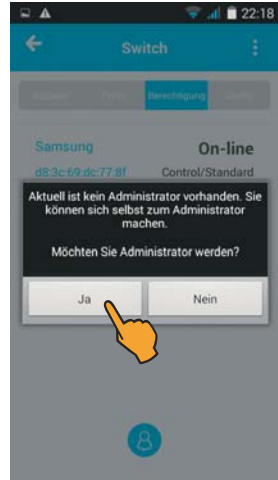 22:18
Switch
Berechtigung
Samsung On-line
d8:3c:69:dc:77:8f Control/Standard
Aktuell ist kein Administrator vorhanden. Sie
können sich selbst zum Administrator
machen.
Möchten Sie Administrator werden?
Ja Nein